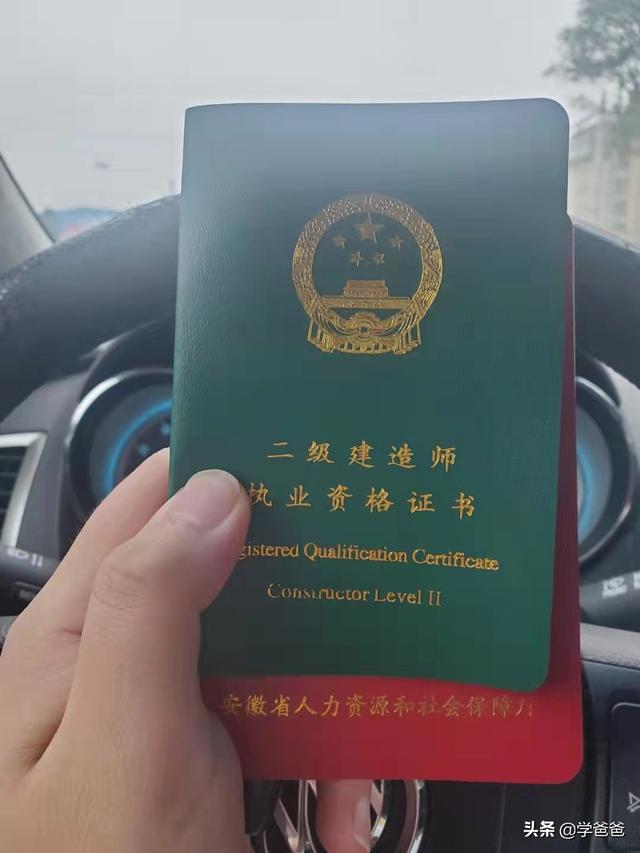 二级建造师
执业资格证书
gistered Qualification Certificate
Constructor Level II
安徽省人力资源和社会保障厅
头条 @学爸爸